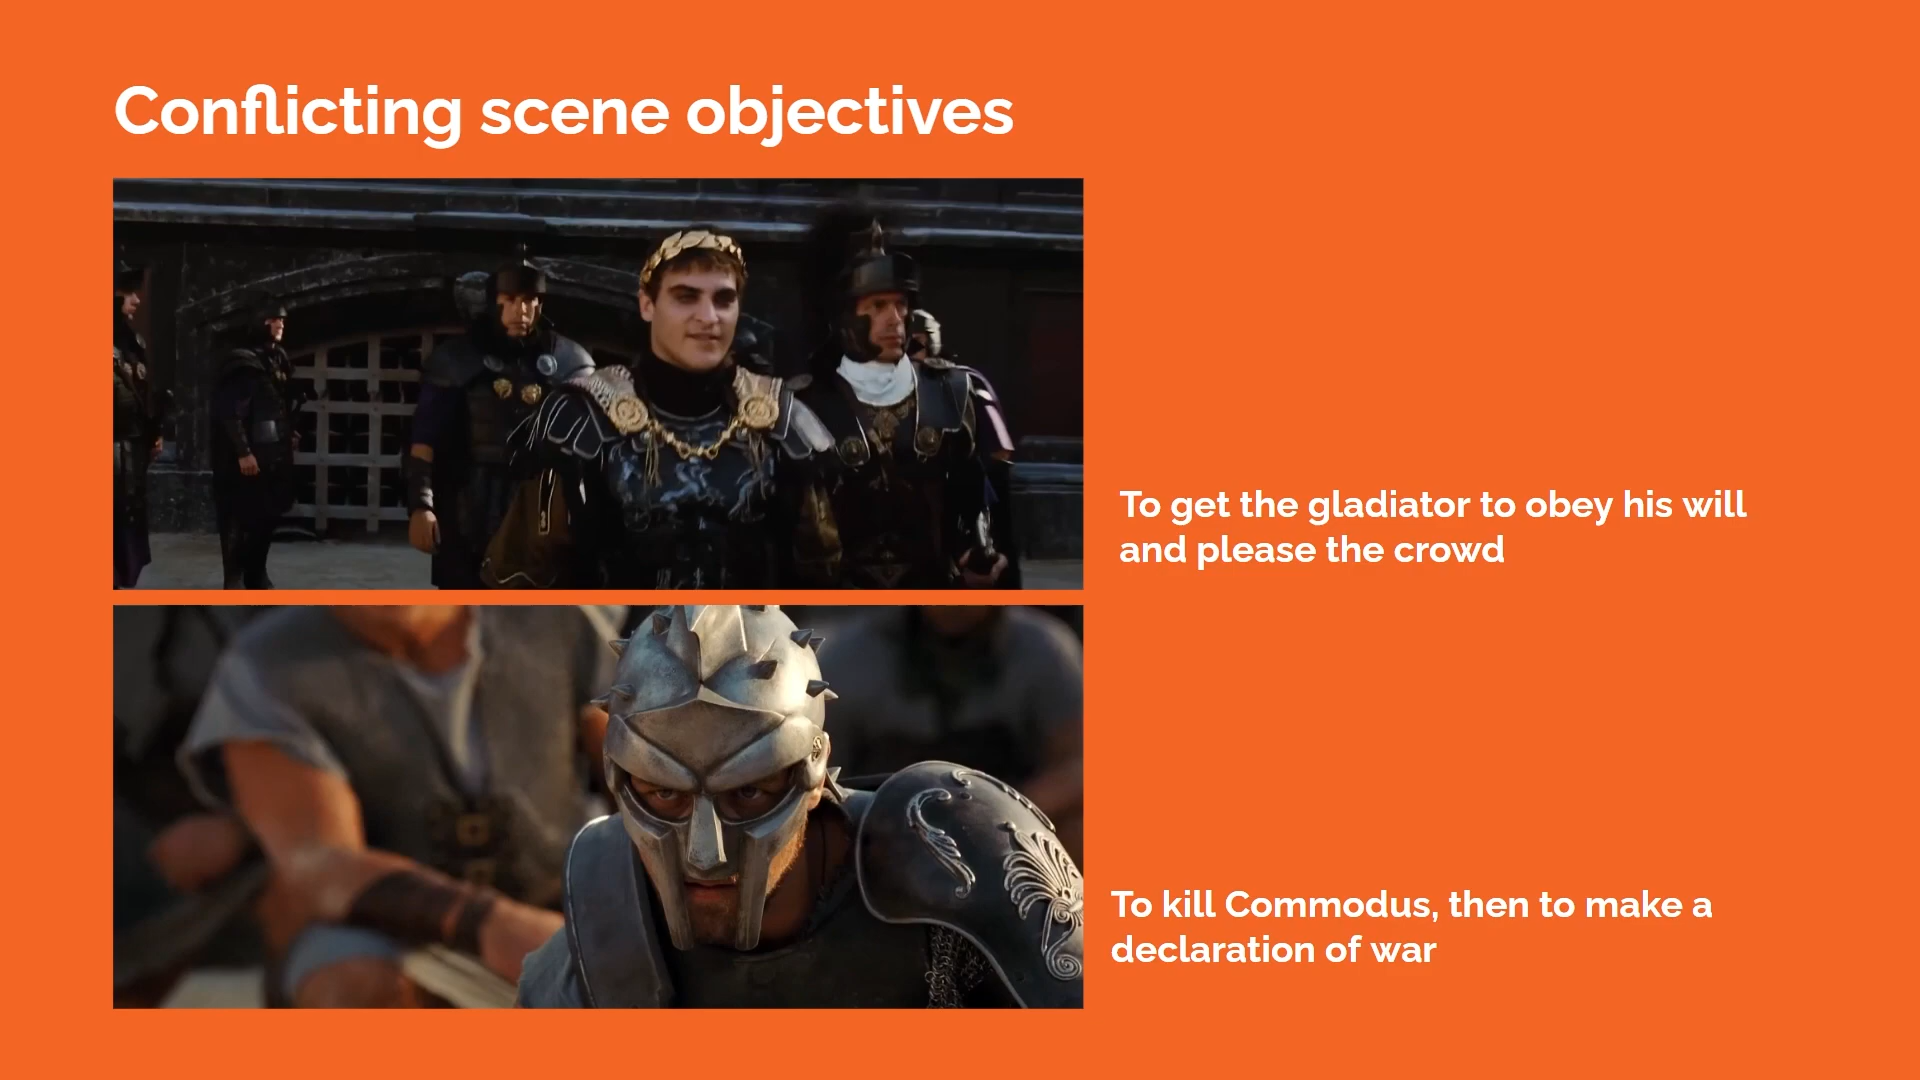 Conflicting scene objectives
To get the gladiator to obey his will
and please the crowd
To kill Commodus, then to make a
declaration of war